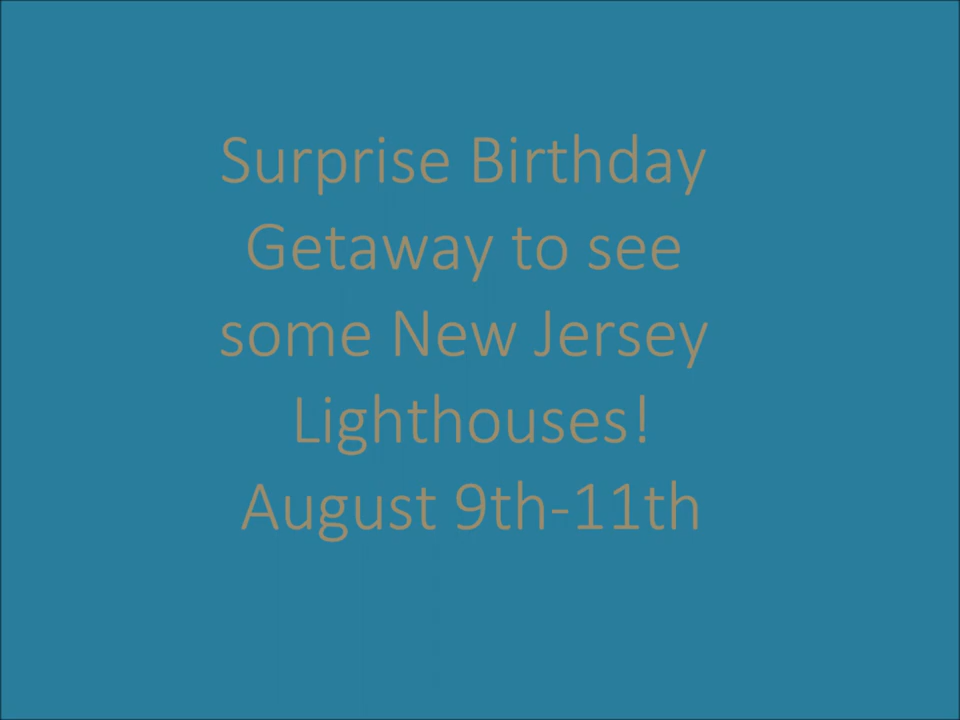 Surprise Birthday
Getaway to see
some New Jersey
Lighthouses!
August 9th-11th